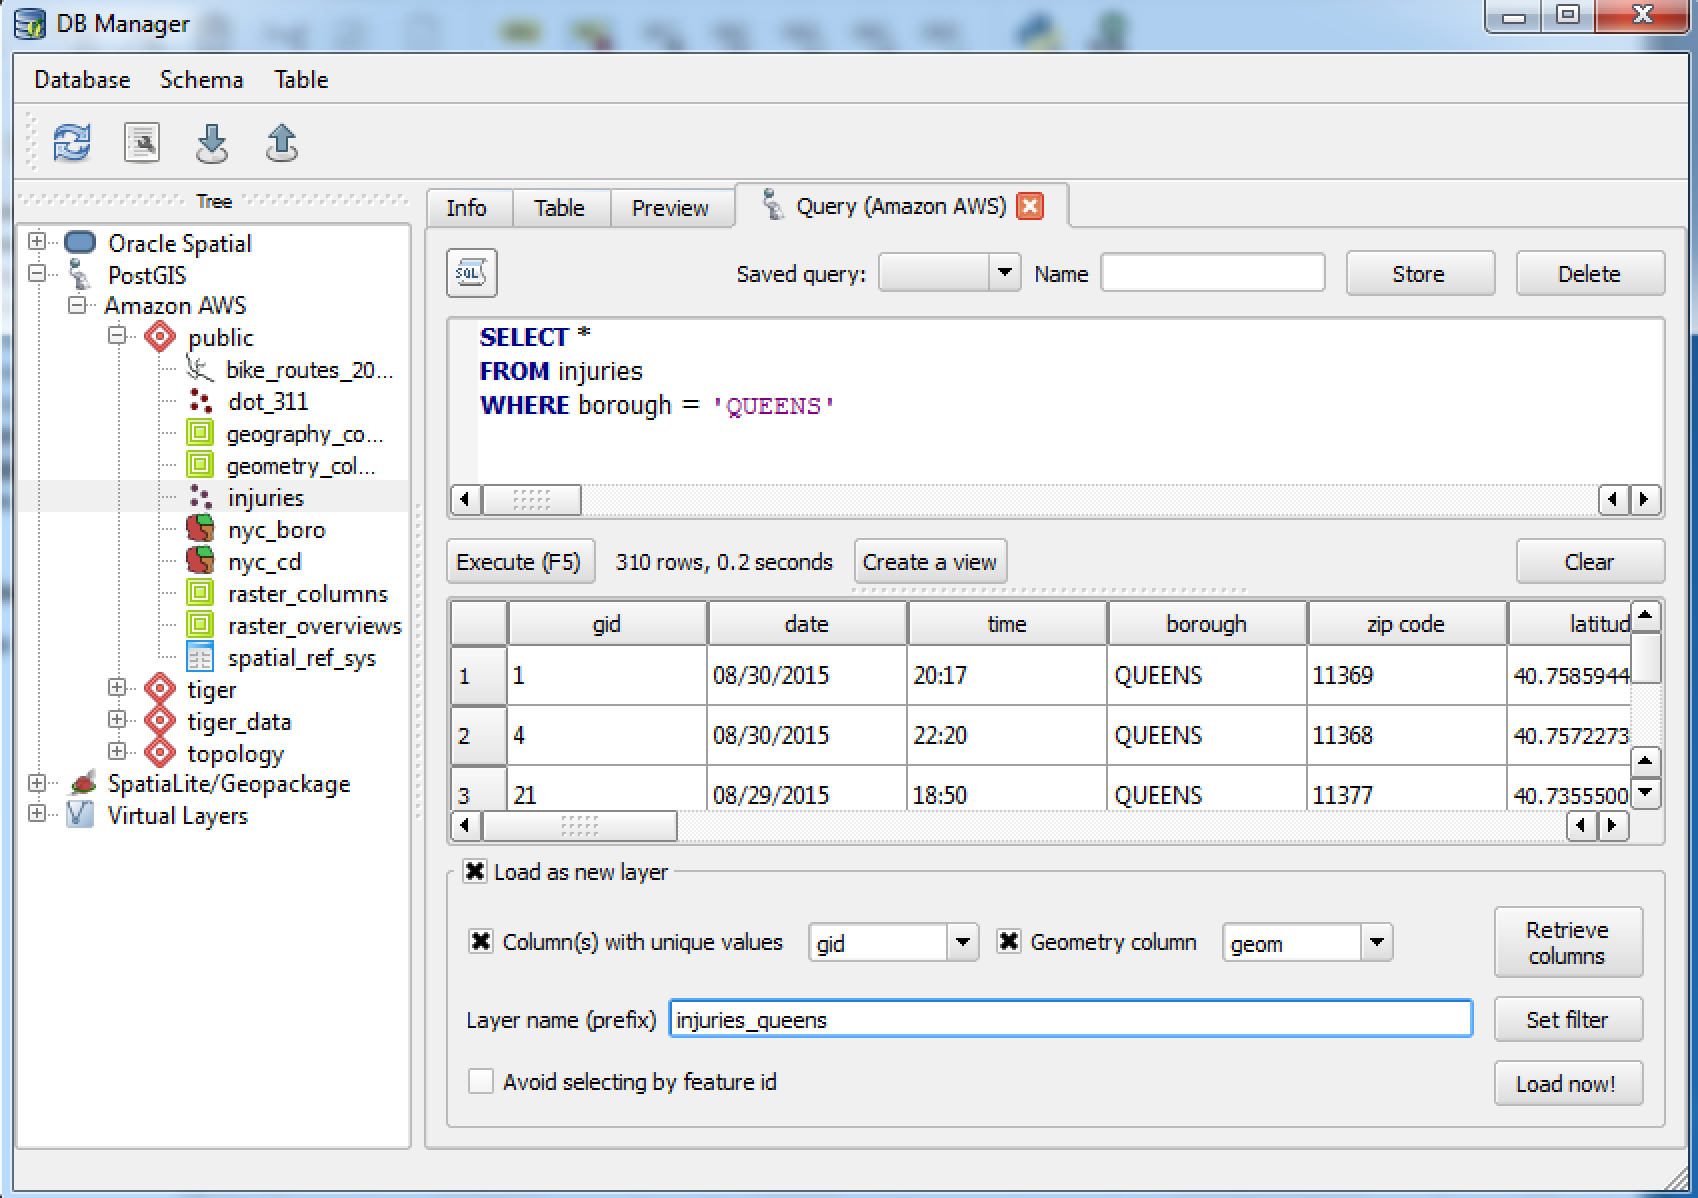 DB Manager
Database Schema Table
Tree
Oracle Spatial
PostGIS
Amazon AWS
public
bike_routes_20...
dot_311
geography_co...
geometry_col...
injuries
nyc_boro
nyc_cd
raster_columns
raster_overviews
spatial_ref_sys
tiger
tiger_data
topology
SpatiaLite/Geopackage
Virtual Layers
Info Table Preview Query (Amazon AWS)
SQL Saved query: Name Store Delete
SELECT *
FROM injuries
WHERE borough = 'QUEENS'
Execute (F5) 310 rows, 0.2 seconds Create a view Clear
gid date time borough zip code latitud
1 1 08/30/2015 20:17 QUEENS 11369 40.7585944
2 4 08/30/2015 22:20 QUEENS 11368 40.7572273
3 21 08/29/2015 18:50 QUEENS 11377 40.7355500
Load as new layer
Column(s) with unique values gid Geometry column geom Retrieve
columns
Layer name (prefix) injuries_queens Set filter
Avoid selecting by feature id Load now!